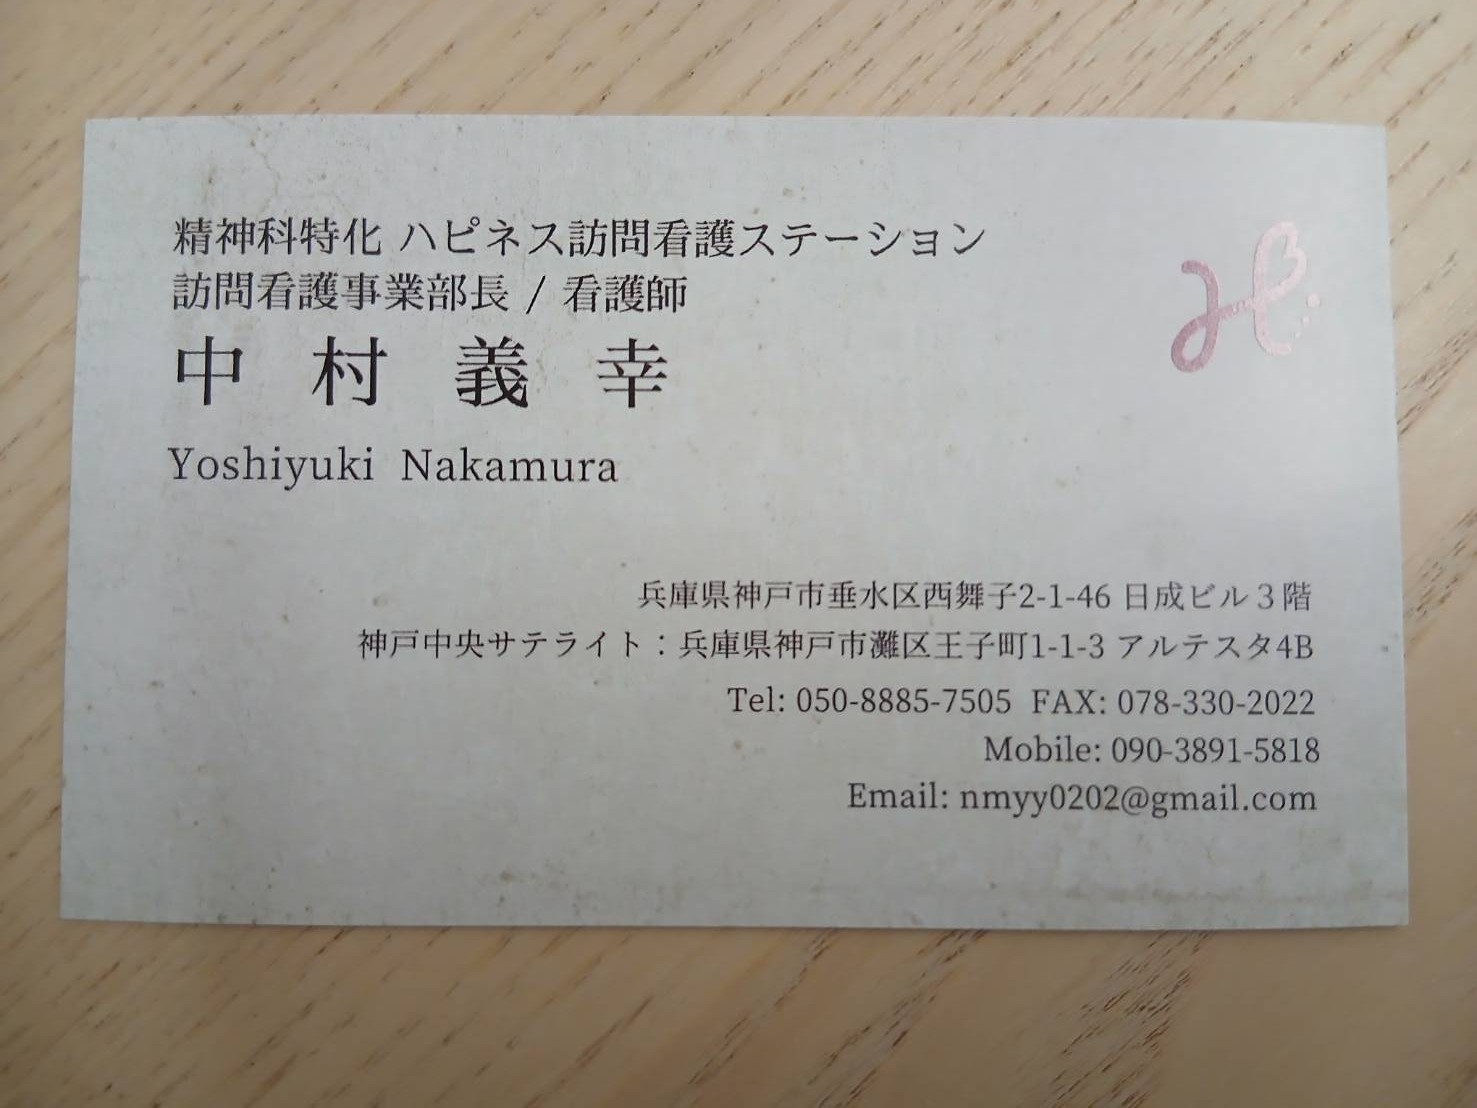 精神科特化 ハピネス訪問看護ステーション
訪問看護事業部長 / 看護師
中村義幸
Yoshiyuki Nakamura
兵庫県神戸市垂水区西舞子2-1-46 日成ビル３階
神戸中央サテライト：兵庫県神戸市灘区王子町1-1-3 アルテスタ4B
Tel: 050-8885-7505 FAX: 078-330-2022
Mobile: 090-3891-5818
Email: nmyy0202@gmail.com